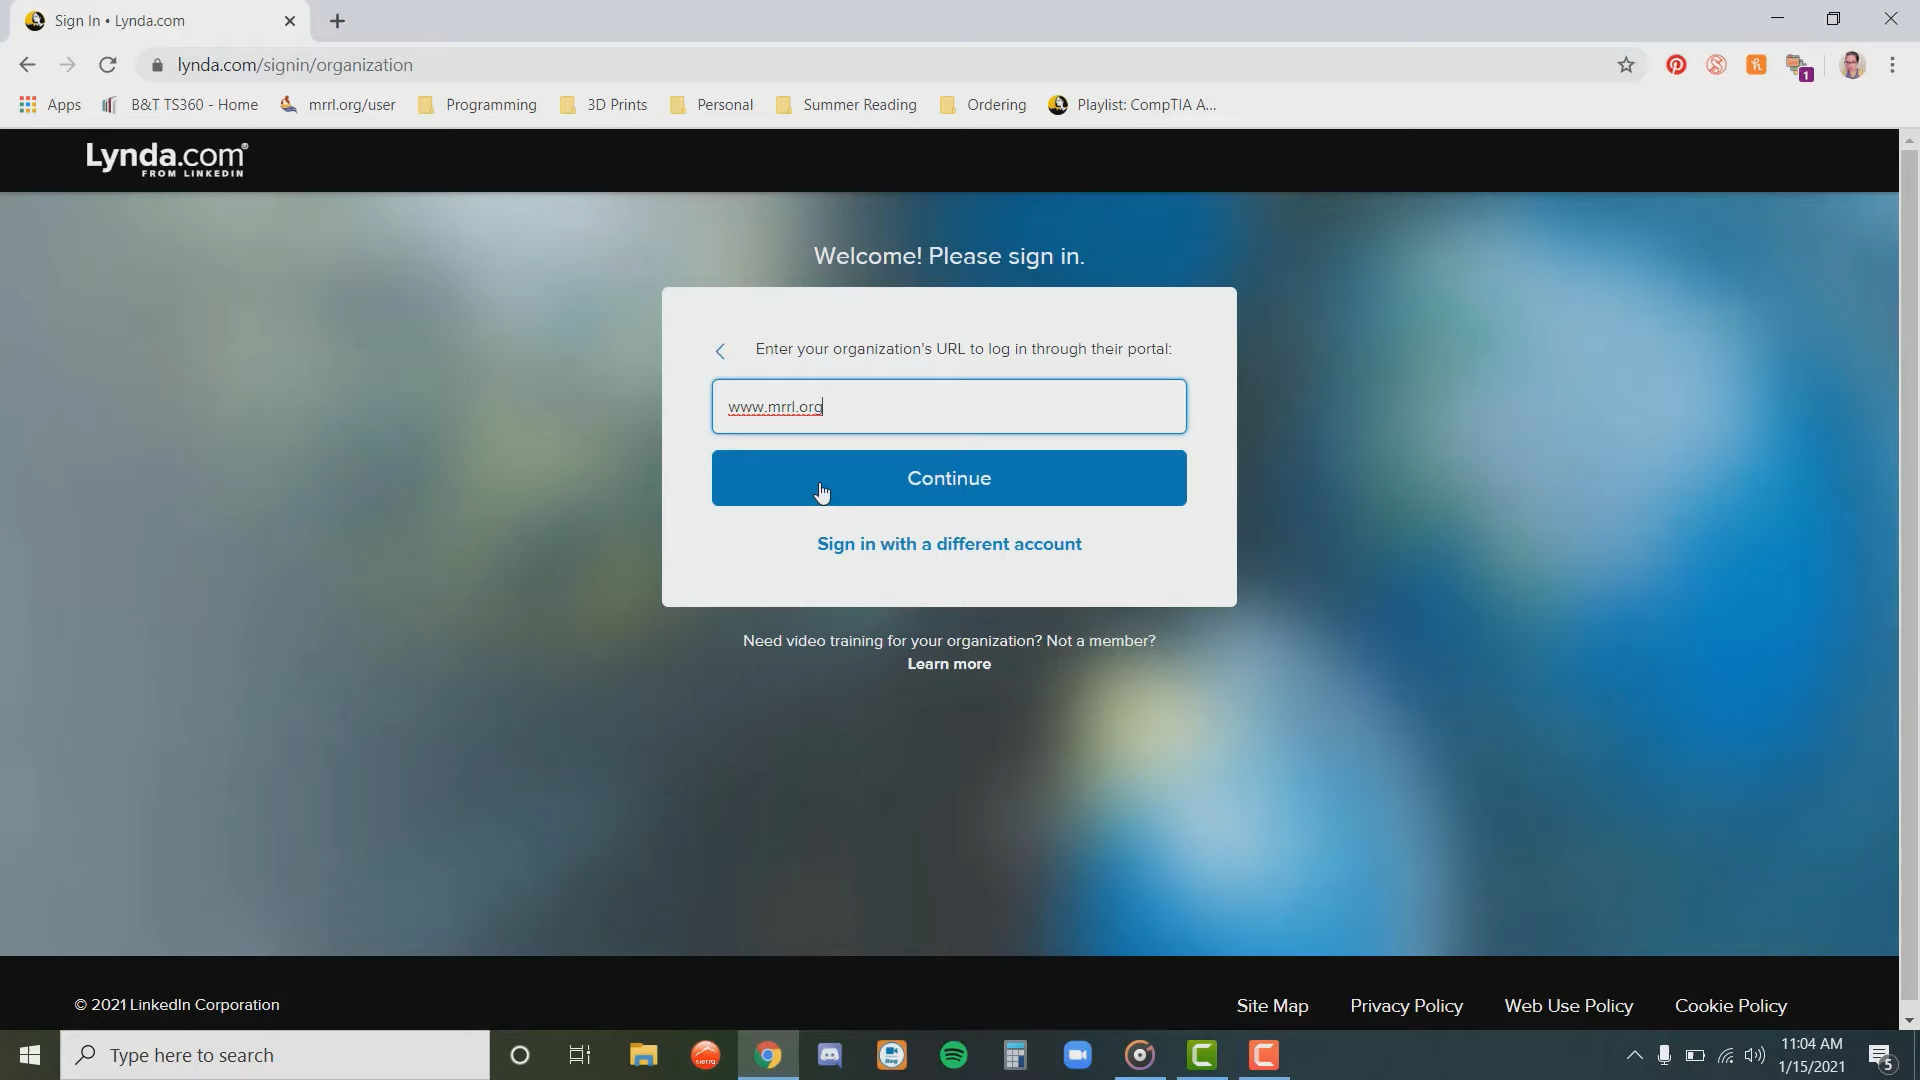 Sign In • Lynda.com
lynda.com/signin/organization
1
Apps
B&T TS360 - Home
mrrl.org/user
Programming
3D Prints
Personal
Summer Reading
Ordering
Playlist: CompTIA A...
Lynda.com®
FROM LINKEDIN
Welcome! Please sign in.
Enter your organization's URL to log in through their portal:
www.mrrl.org
Continue
Sign in with a different account
Need video training for your organization? Not a member?
Learn more
© 2021 LinkedIn Corporation
Site Map
Privacy Policy
Web Use Policy
Cookie Policy
Type here to search
11:04 AM
1/15/2021
5